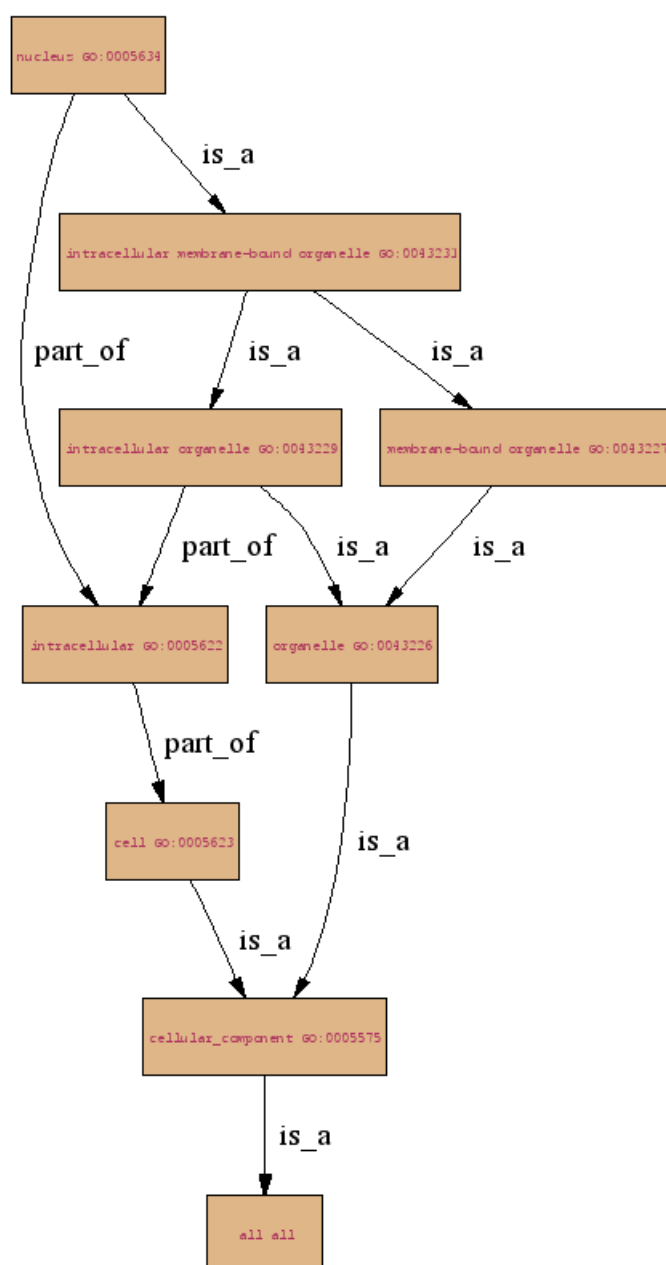 nucleus GO:0005634
is_a
intracellular membrane-bound organelle GO:0043231
part_of
is_a
is_a
intracellular organelle GO:0043229
membrane-bound organelle GO:0043227
part_of
is_a
is_a
intracellular GO:0005622
organelle GO:0043226
part_of
cell GO:0005623
is_a
is_a
cellular_component GO:0005575
is_a
all all